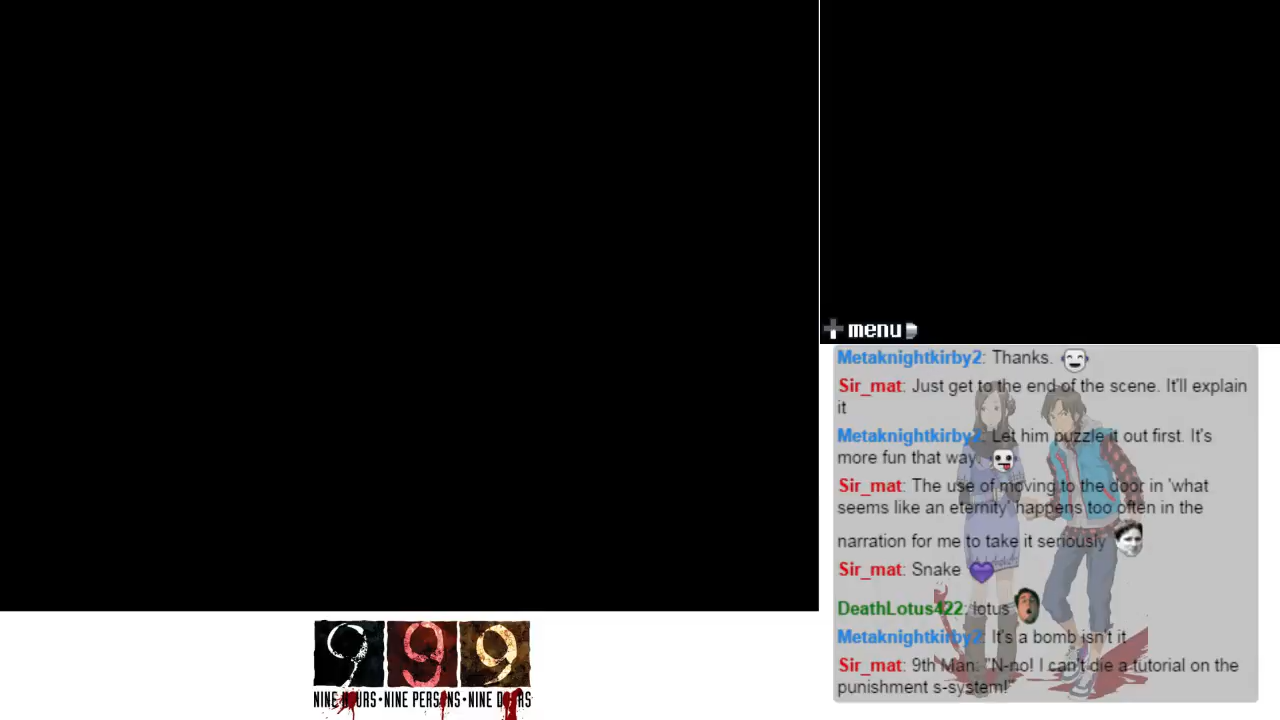 menu
Metaknightkirby2: Thanks.
Sir_mat: Just get to the end of the scene. It'll explain
it
Metaknightkirby2: Let him puzzle it out first. It's
more fun that way.
Sir_mat: The use of moving to the door in 'what
seems like an eternity' happens too often in the
narration for me to take it seriously
Sir_mat: Snake
DeathLotus422: lotus
Metaknightkirby2: It's a bomb isn't it
Sir_mat: 9th Man: "N-no! I can't die a tutorial on the
punishment s-system!"
999
NINE HOURS•NINE PERSONS•NINE DOORS